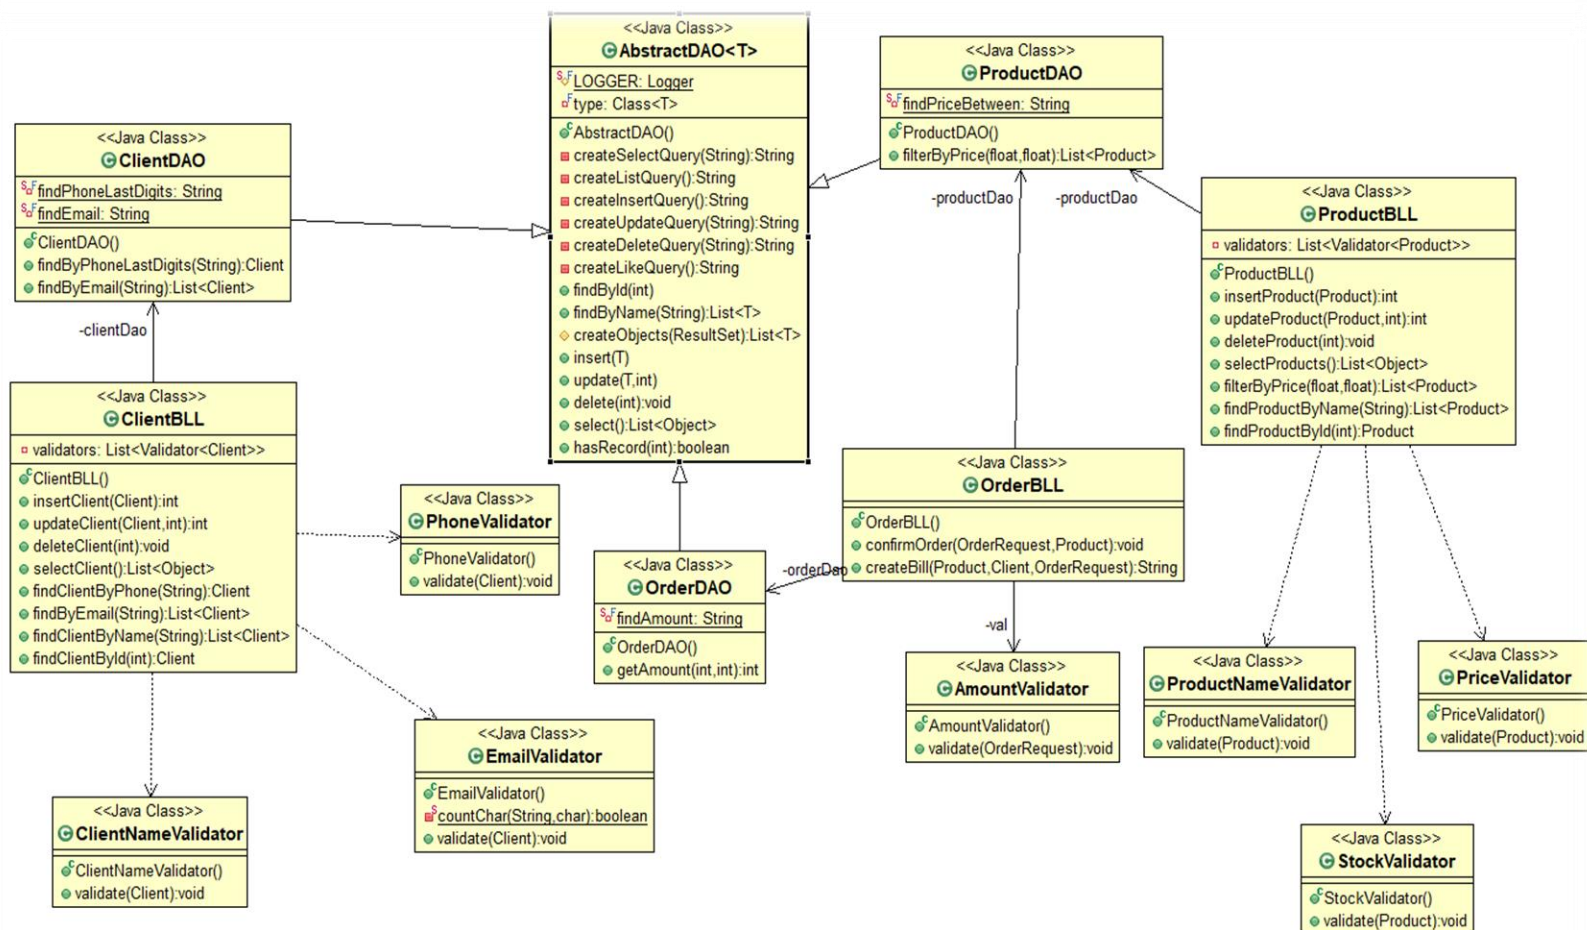 <<Java Class>>
AbstractDAO<T>
LOGGER: Logger
type: Class<T>
AbstractDAO()
createSelectQuery(String):String
createListQuery():String
createInsertQuery():String
createUpdateQuery(String):String
createDeleteQuery(String):String
createLikeQuery():String
findById(int)
findByName(String):List<T>
createObjects(ResultSet):List<T>
insert(T)
update(T,int)
delete(int):void
select():List<Object>
hasRecord(int):boolean
<<Java Class>>
ProductDAO
findPriceBetween: String
ProductDAO()
filterByPrice(float,float):List<Product>
<<Java Class>>
ClientDAO
findPhoneLastDigits: String
findEmail: String
ClientDAO()
findByPhoneLastDigits(String):Client
findByEmail(String):List<Client>
-productDao
-productDao
<<Java Class>>
ProductBLL
validators: List<Validator<Product>>
ProductBLL()
insertProduct(Product):int
updateProduct(Product,int):int
deleteProduct(int):void
selectProducts():List<Object>
filterByPrice(float,float):List<Product>
findProductByName(String):List<Product>
findProductById(int):Product
-clientDao
<<Java Class>>
ClientBLL
validators: List<Validator<Client>>
ClientBLL()
insertClient(Client):int
updateClient(Client,int):int
deleteClient(int):void
selectClient():List<Object>
findClientByPhone(String):Client
findByEmail(String):List<Client>
findClientByName(String):List<Client>
findClientById(int):Client
<<Java Class>>
PhoneValidator
PhoneValidator()
validate(Client):void
<<Java Class>>
OrderBLL
OrderBLL()
confirmOrder(OrderRequest,Product):void
createBill(Product,Client,OrderRequest):String
-orderDao
<<Java Class>>
OrderDAO
findAmount: String
OrderDAO()
getAmount(int,int):int
-val
<<Java Class>>
AmountValidator
AmountValidator()
validate(OrderRequest):void
<<Java Class>>
ProductNameValidator
ProductNameValidator()
validate(Product):void
<<Java Class>>
PriceValidator
PriceValidator()
validate(Product):void
<<Java Class>>
EmailValidator
EmailValidator()
countChar(String,char):boolean
validate(Client):void
<<Java Class>>
ClientNameValidator
ClientNameValidator()
validate(Client):void
<<Java Class>>
StockValidator
StockValidator()
validate(Product):void